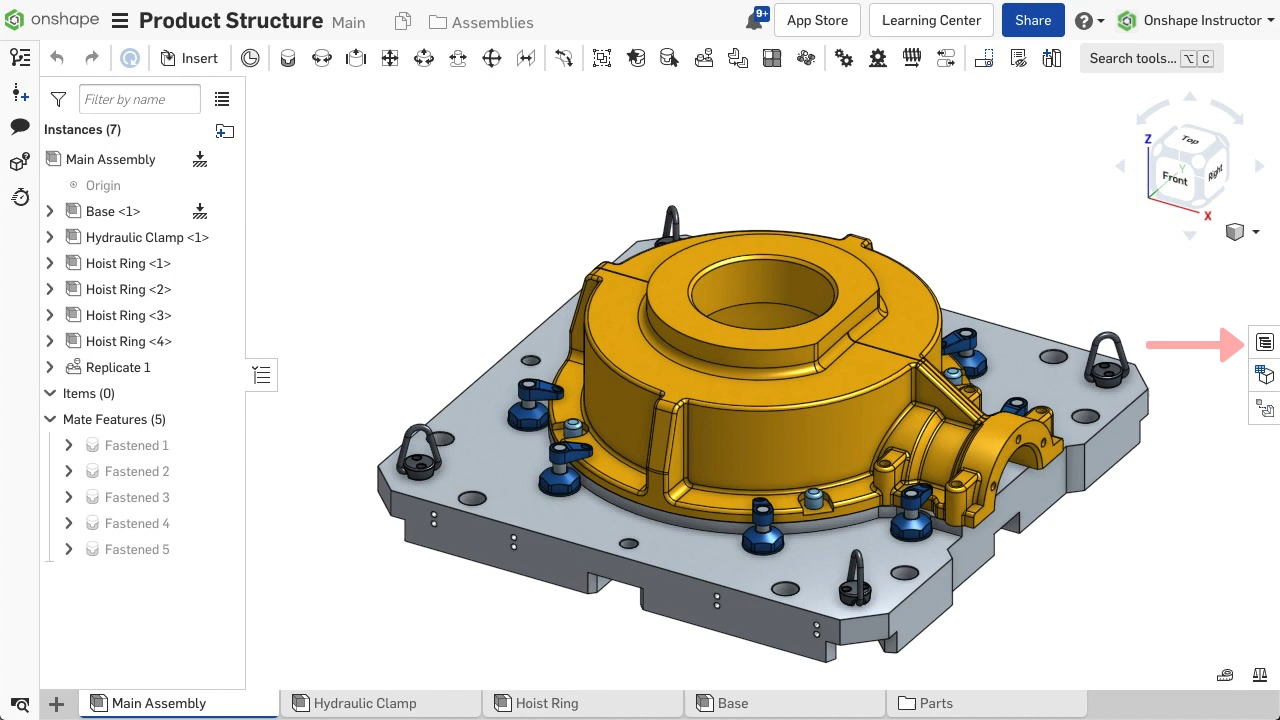 onshape Product Structure Main Assemblies 9+ App Store Learning Center Share Onshape Instructor
Insert Search tools... ⌥ C
Filter by name
Instances (7)
Main Assembly
Origin
Base <1>
Hydraulic Clamp <1>
Hoist Ring <1>
Hoist Ring <2>
Hoist Ring <3>
Hoist Ring <4>
Replicate 1
Items (0)
Mate Features (5)
Fastened 1
Fastened 2
Fastened 3
Fastened 4
Fastened 5
Z
Top
Y
Front
Right
X
Main Assembly Hydraulic Clamp Hoist Ring Base Parts